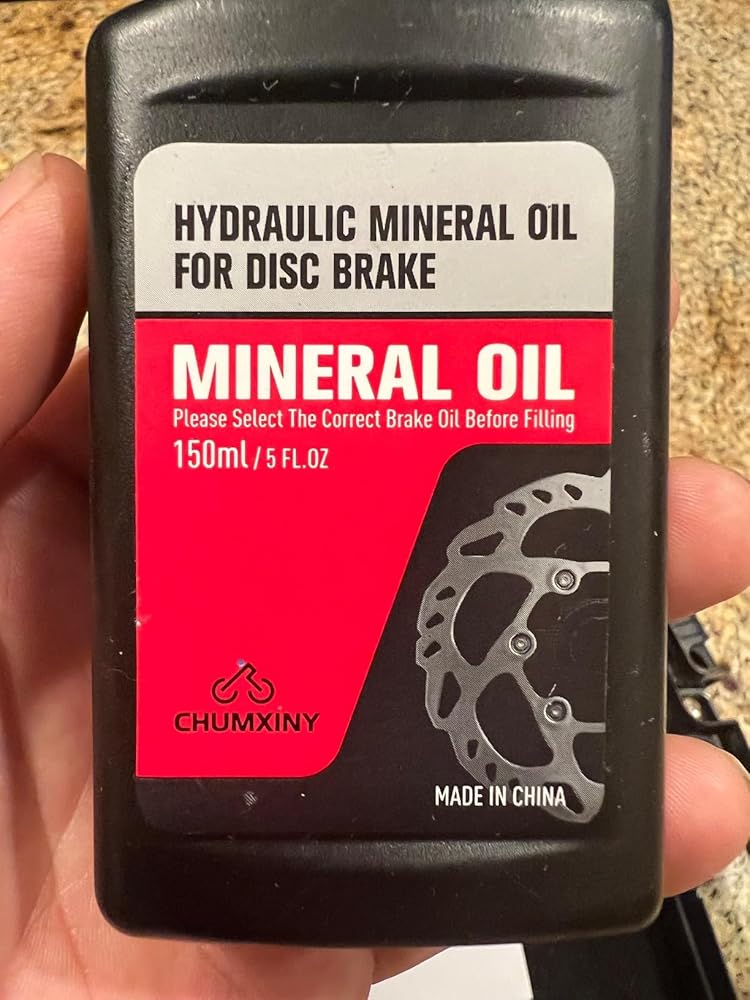 HYDRAULIC MINERAL OIL
FOR DISC BRAKE
MINERAL OIL
Please Select The Correct Brake Oil Before Filling
150ml / 5 FL.OZ
CHUMXINY
MADE IN CHINA